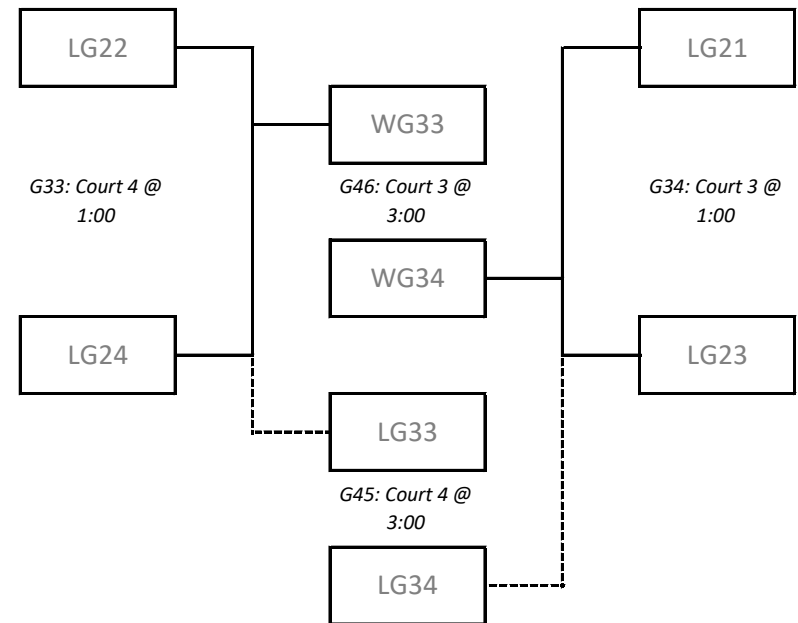 LG22
LG21
WG33
G33: Court 4 @
1:00
G46: Court 3 @
3:00
G34: Court 3 @
1:00
WG34
LG24
LG23
LG33
G45: Court 4 @
3:00
LG34